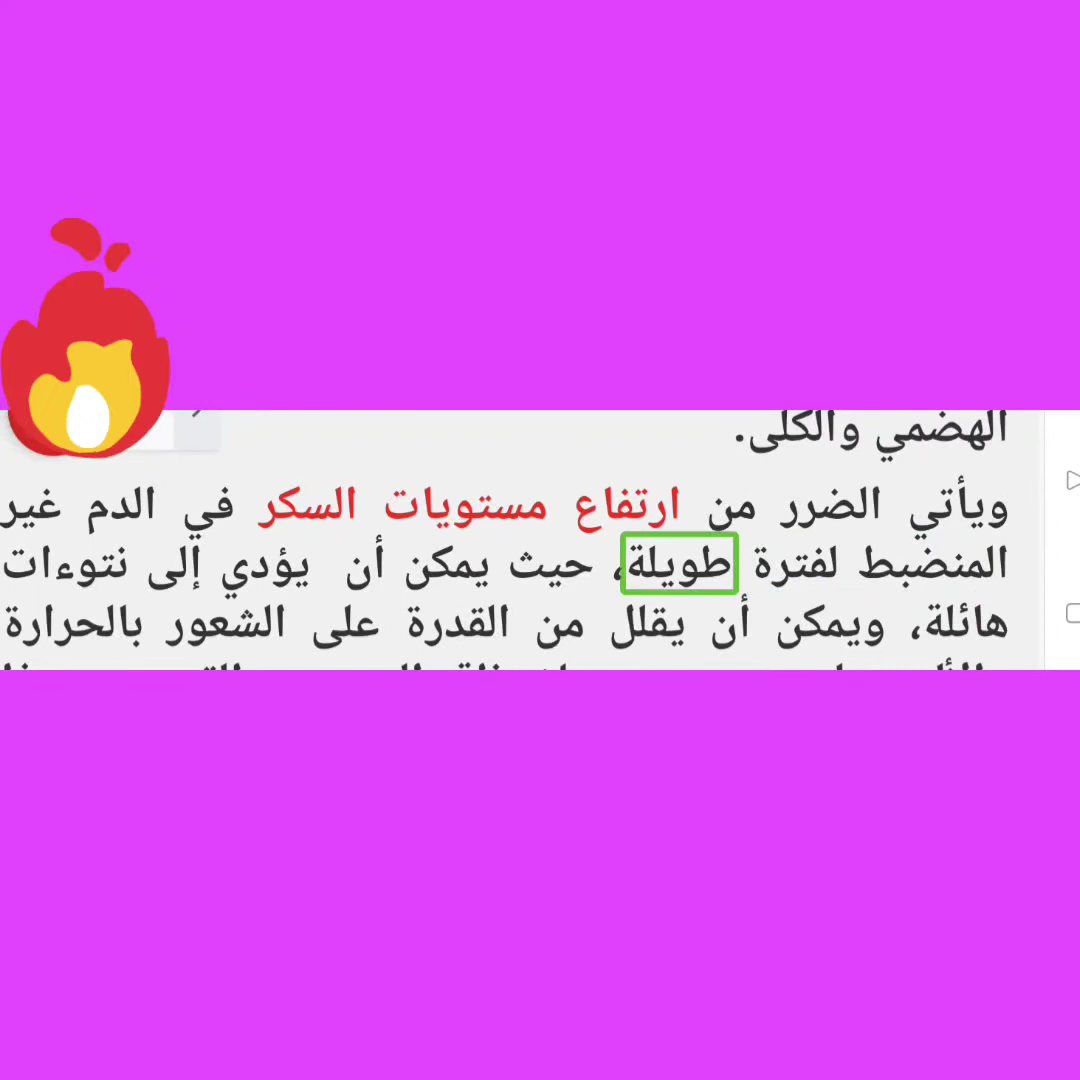 الهضمي والكلى.
ويأتي الضرر من ارتفاع مستويات السكر في الدم غير
المنضبط لفترة طويلة، حيث يمكن أن يؤدي إلى نتوءات
هائلة، ويمكن أن يقلل من القدرة على الشعور بالحرارة